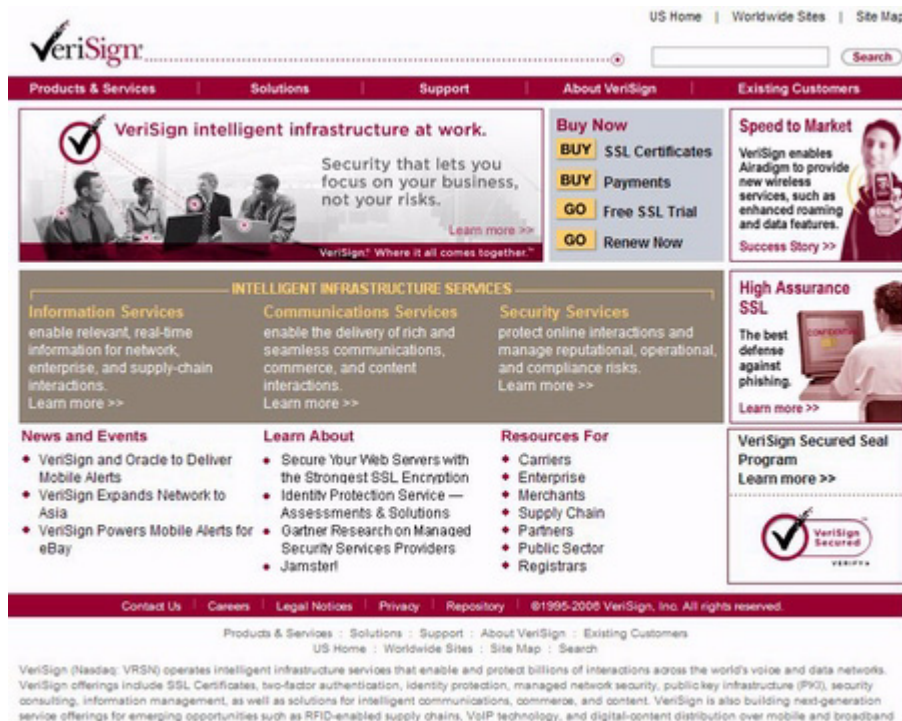 US Home | Worldwide Sites | Site Map
VeriSign®
Search
Products & Services | Solutions | Support | About VeriSign | Existing Customers
VeriSign intelligent infrastructure at work.
Security that lets you
focus on your business,
not your risks.
Learn more >>
VeriSign® Where it all comes together.™
Buy Now
BUY SSL Certificates
BUY Payments
GO Free SSL Trial
GO Renew Now
Speed to Market
VeriSign enables
Airadigm to provide
new wireless
services, such as
enhanced roaming
and data features.
Success Story >>
INTELLIGENT INFRASTRUCTURE SERVICES
Information Services
enable relevant, real-time
information for network,
enterprise, and supply-chain
interactions.
Learn more >>
Communications Services
enable the delivery of rich and
seamless communications,
commerce, and content
interactions.
Learn more >>
Security Services
protect online interactions and
manage reputational, operational,
and compliance risks.
Learn more >>
High Assurance
SSL
The best
defense
against
phishing.
Learn more >>
CONFIDENTIAL
News and Events
VeriSign and Oracle to Deliver
Mobile Alerts
VeriSign Expands Network to
Asia
VeriSign Powers Mobile Alerts for
eBay
Learn About
Secure Your Web Servers with
the Strongest SSL Encryption
Identity Protection Service —
Assessments & Solutions
Gartner Research on Managed
Security Services Providers
Jamster!
Resources For
Carriers
Enterprise
Merchants
Supply Chain
Partners
Public Sector
Registrars
VeriSign Secured Seal
Program
Learn more >>
VeriSign
Secured
VERIFY
Contact Us | Careers | Legal Notices | Privacy | Repository | ©1995-2006 VeriSign, Inc. All rights reserved.
Products & Services : Solutions : Support : About VeriSign : Existing Customers
US Home : Worldwide Sites : Site Map : Search
VeriSign (Nasdaq: VRSN) operates intelligent infrastructure services that enable and protect billions of interactions across the world's voice and data networks.
VeriSign offerings include SSL Certificates, two-factor authentication, identity protection, managed network security, public key infrastructure (PKI), security
consulting, information management, as well as solutions for intelligent communications, commerce, and content. VeriSign is also building next-generation
service offerings for emerging opportunities such as RFID-enabled supply chains, VoIP technology, and digital-content distribution over mobile and broadband